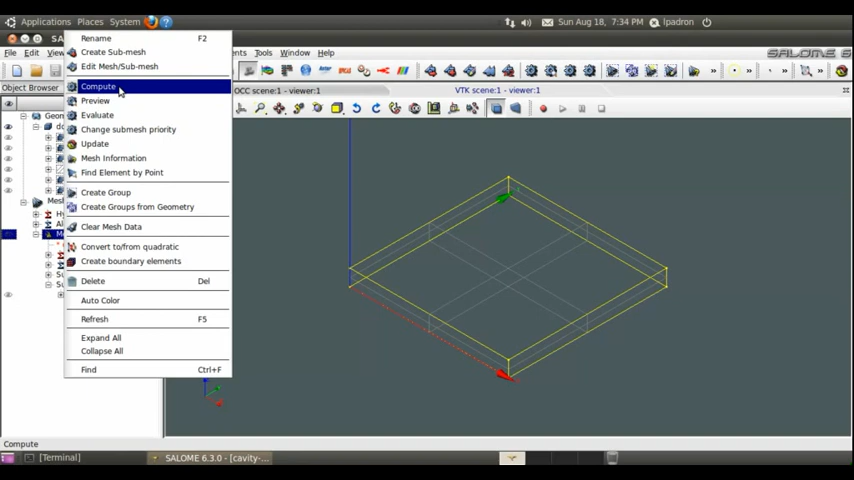 Applications Places System
Sun Aug 18, 7:34 PM lpadron
File Edit Tools Window Help
SALOME 6.3.0
Object Browser
OCC scene:1 - viewer:1
VTK scene:1 - viewer:1
Rename F2
Create Sub-mesh
Edit Mesh/Sub-mesh
Compute
Preview
Evaluate
Change submesh priority
Update
Mesh Information
Find Element by Point
Create Group
Create Groups from Geometry
Clear Mesh Data
Convert to/from quadratic
Create boundary elements
Delete Del
Auto Color
Refresh F5
Expand All
Collapse All
Find Ctrl+F
Compute
[Terminal]
SALOME 6.3.0 - [cavity-...